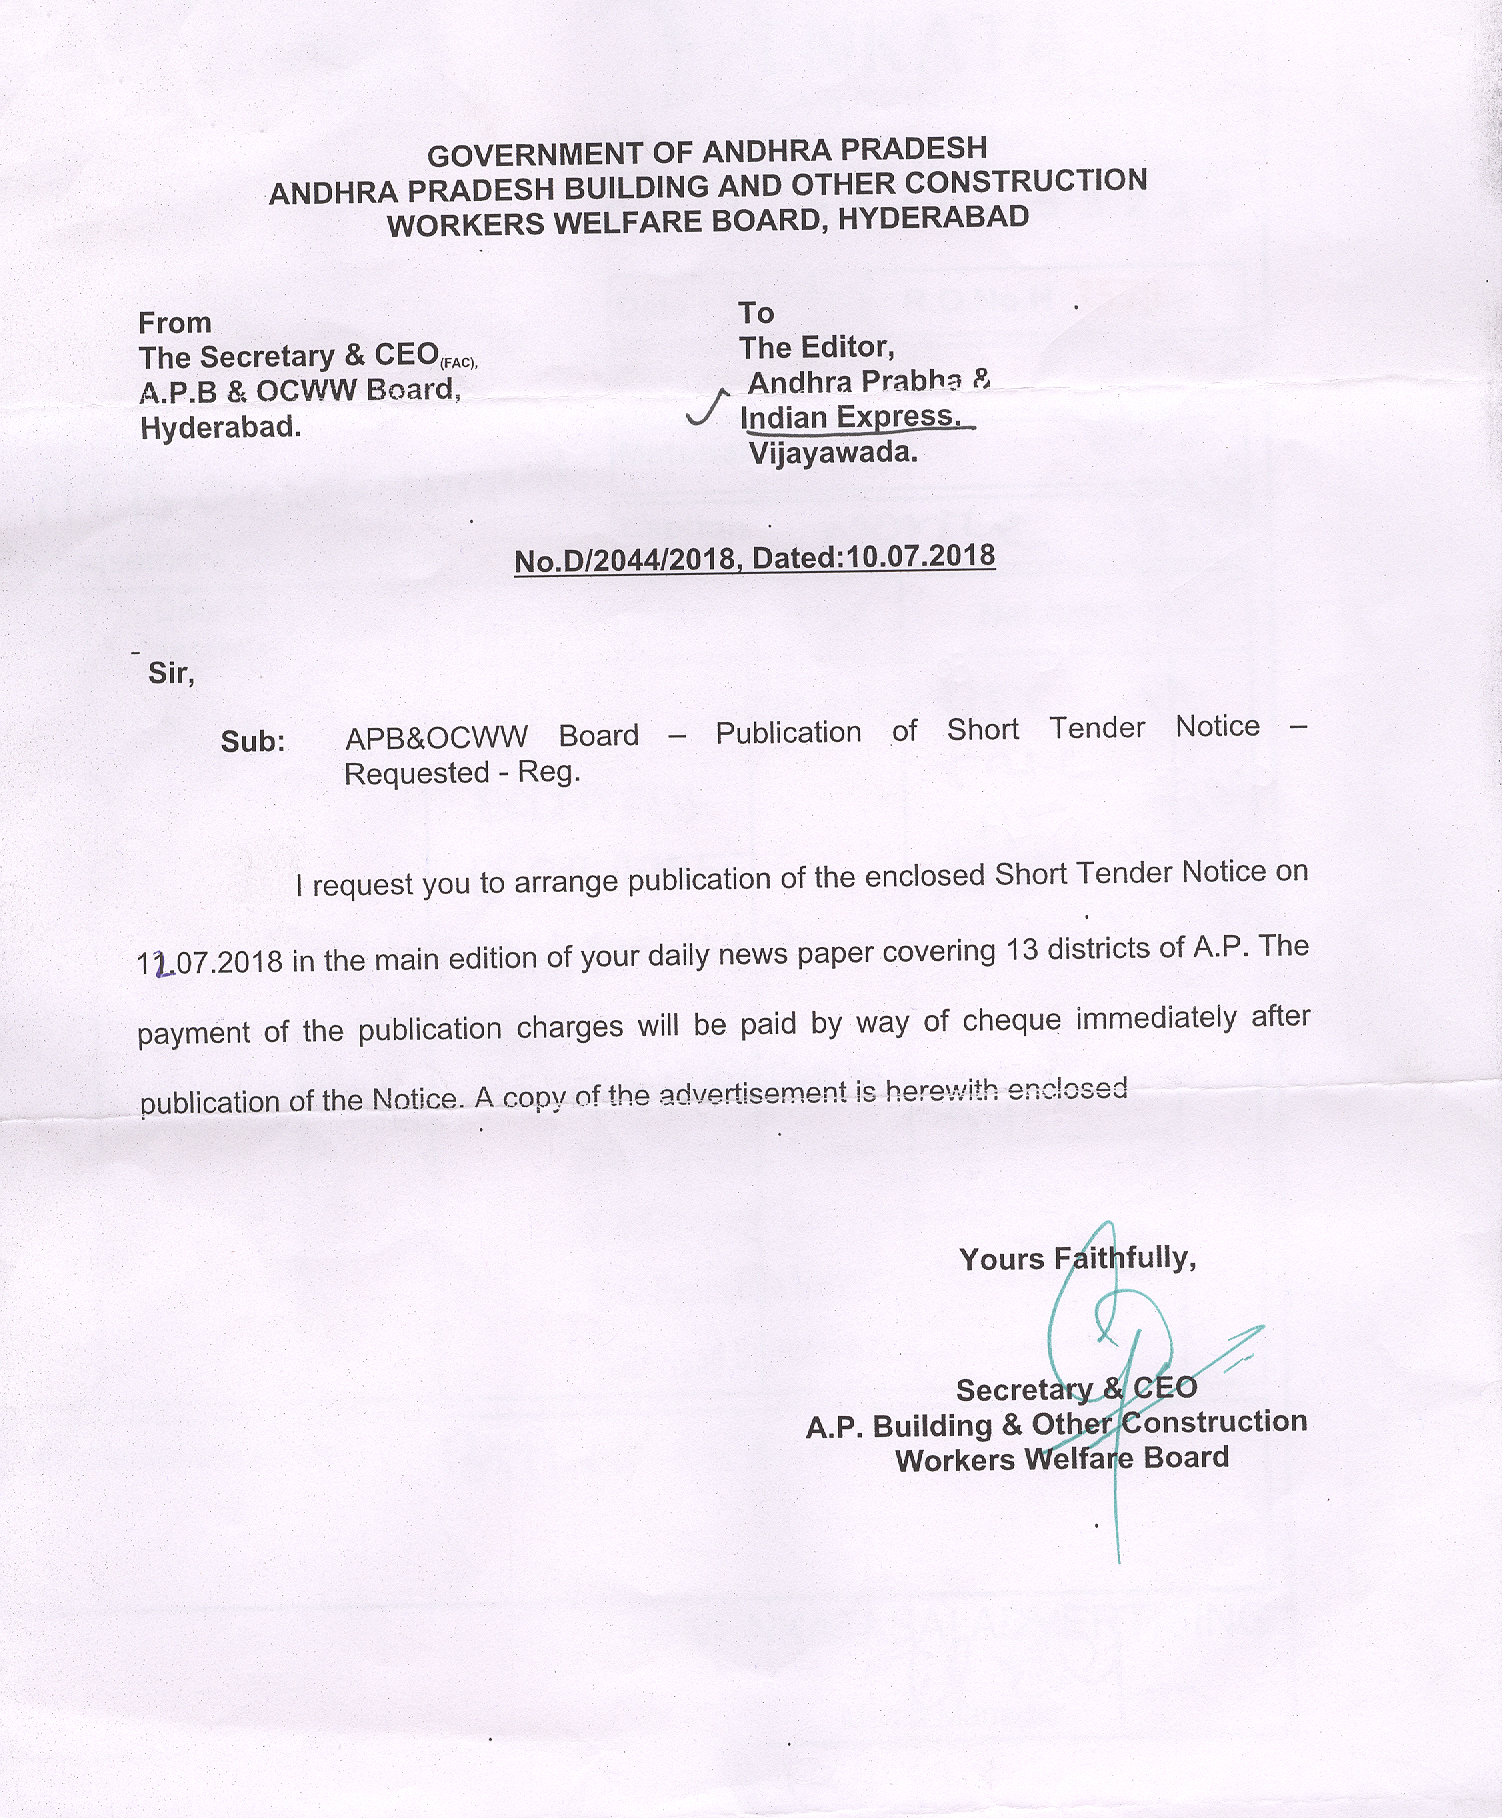 GOVERNMENT OF ANDHRA PRADESH
ANDHRA PRADESH BUILDING AND OTHER CONSTRUCTION
WORKERS WELFARE BOARD, HYDERABAD
From
The Secretary & CEO(FAC),
A.P.B & OCWW Board,
Hyderabad.
To
The Editor,
Andhra Prabha &
Indian Express.
Vijayawada.
No.D/2044/2018, Dated:10.07.2018
Sir,
Sub: APB&OCWW Board – Publication of Short Tender Notice –
Requested - Reg.
I request you to arrange publication of the enclosed Short Tender Notice on
12.07.2018 in the main edition of your daily news paper covering 13 districts of A.P. The
payment of the publication charges will be paid by way of cheque immediately after
publication of the Notice. A copy of the advertisement is herewith enclosed
Yours Faithfully,
Secretary & CEO
A.P. Building & Other Construction
Workers Welfare Board